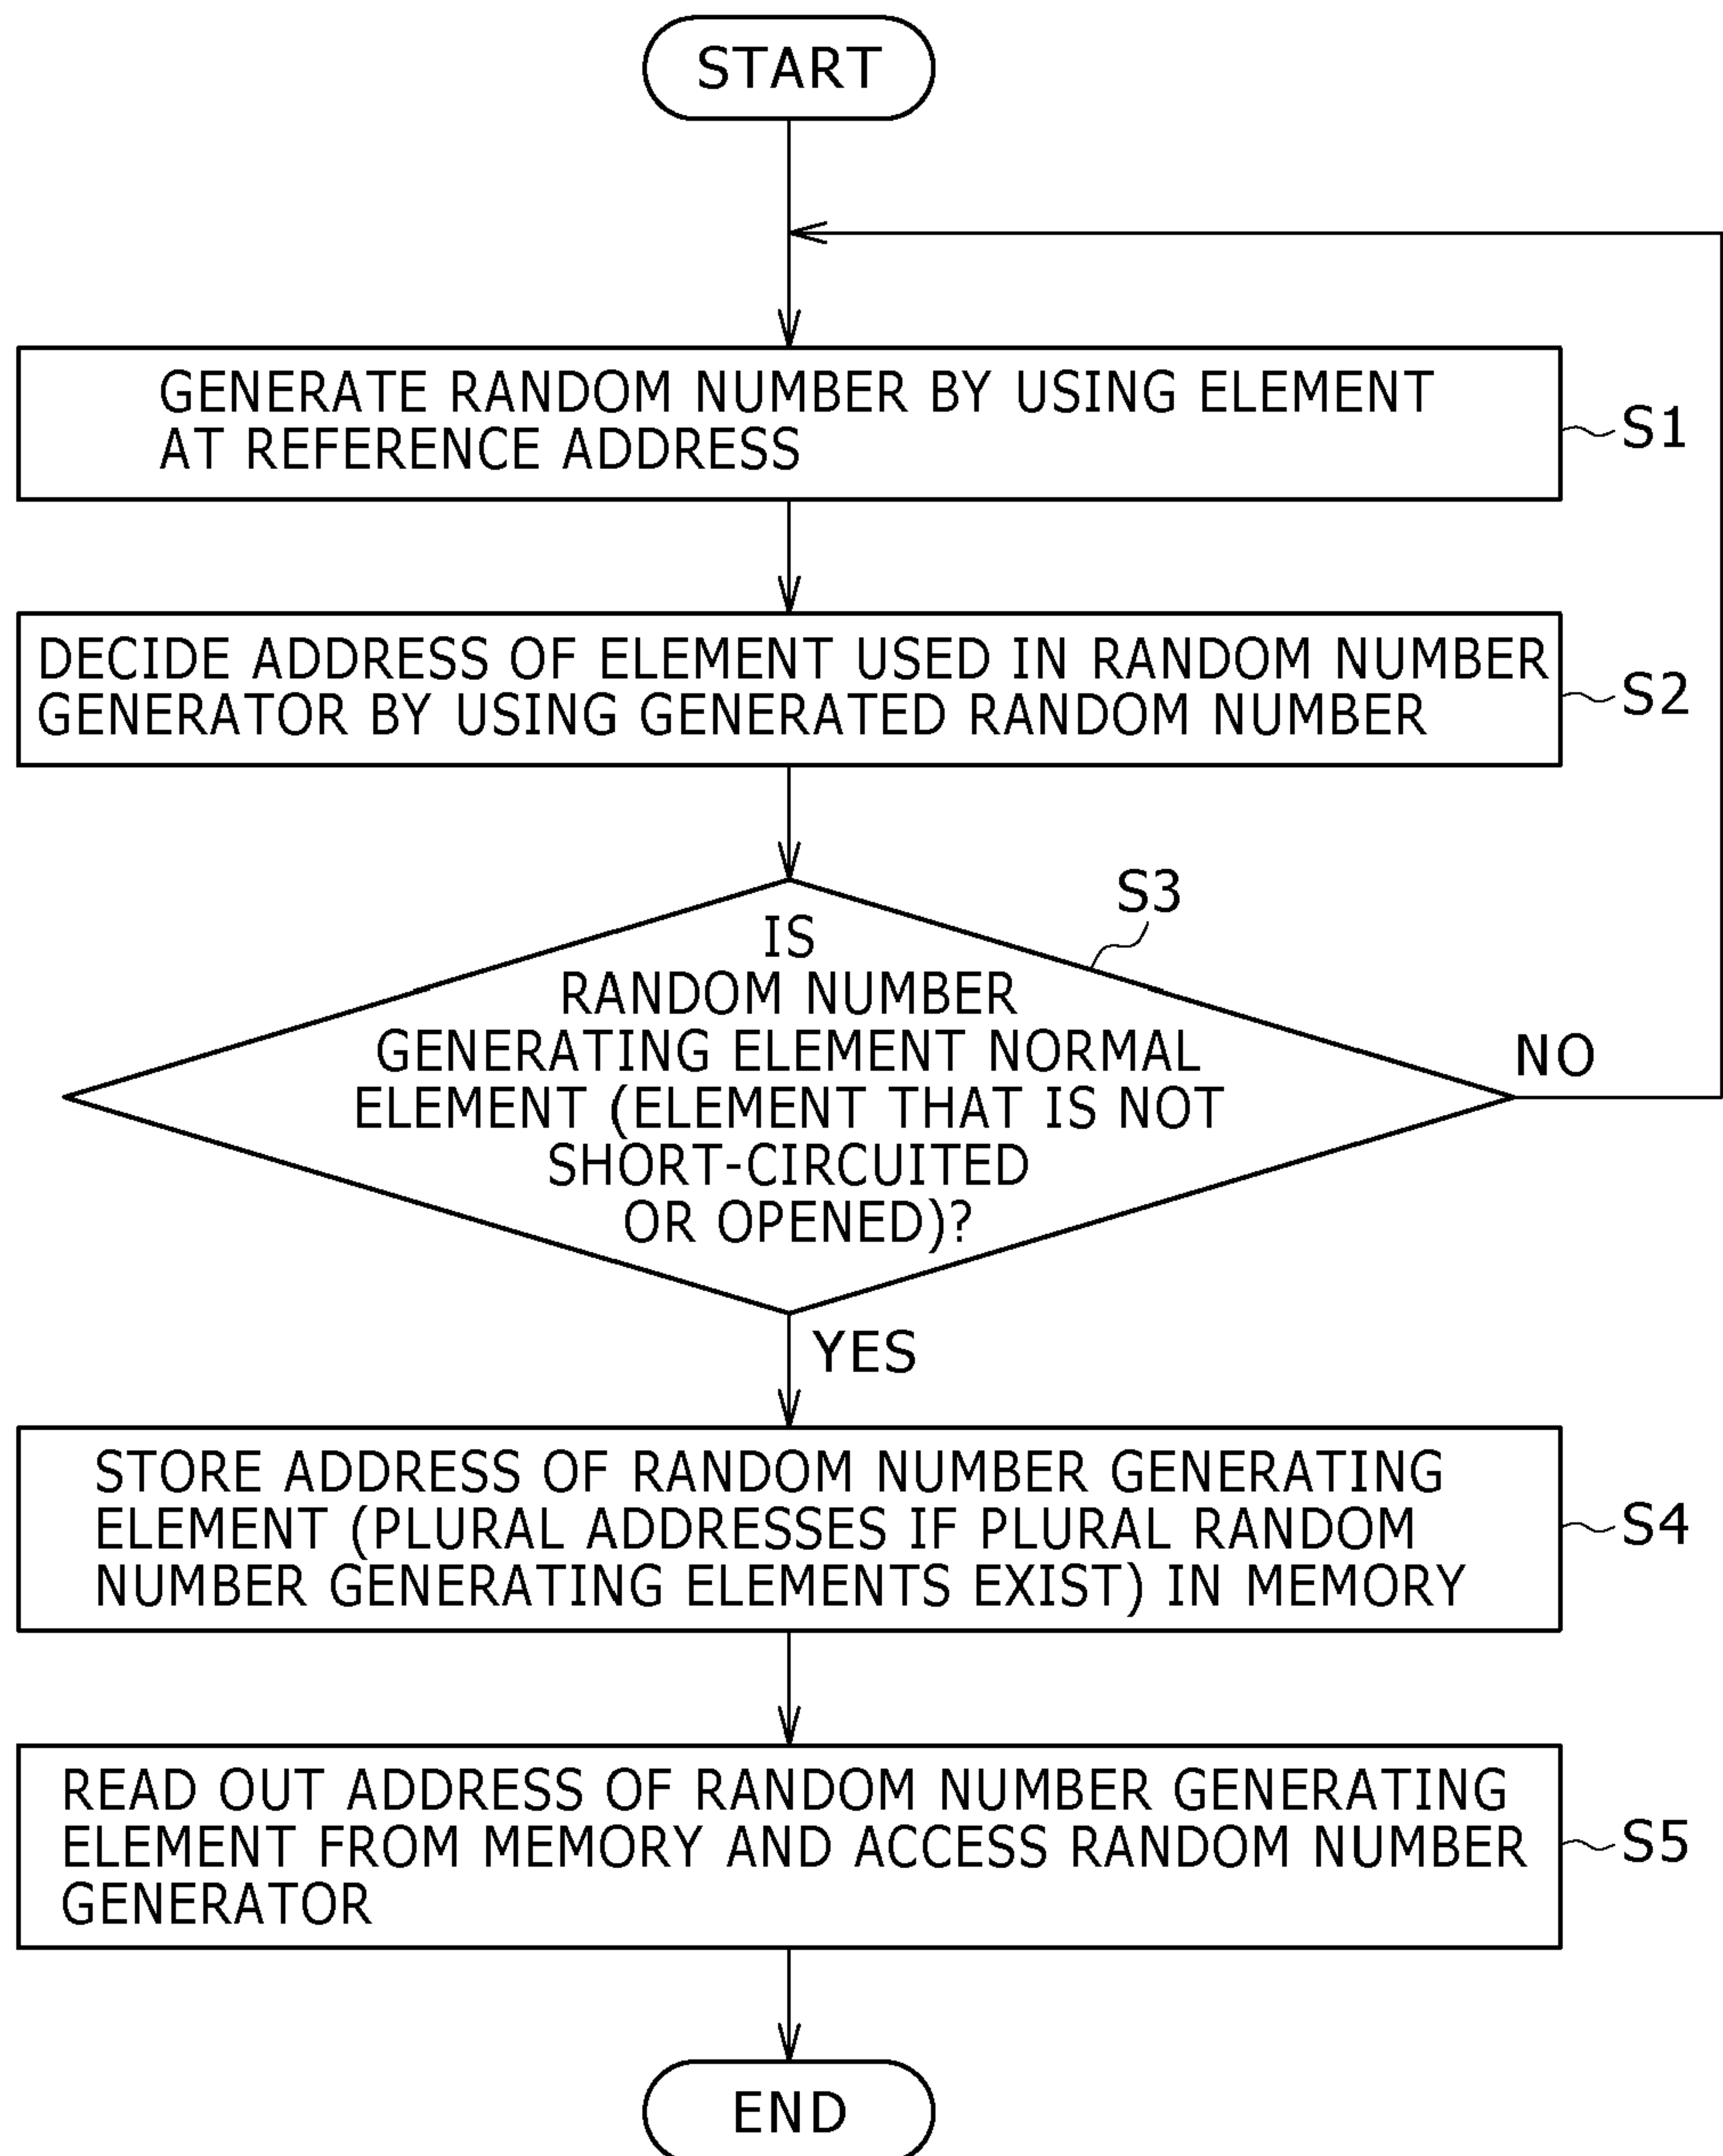 START
GENERATE RANDOM NUMBER BY USING ELEMENT
AT REFERENCE ADDRESS
S1
DECIDE ADDRESS OF ELEMENT USED IN RANDOM NUMBER
GENERATOR BY USING GENERATED RANDOM NUMBER
S2
S3
IS
RANDOM NUMBER
GENERATING ELEMENT NORMAL
ELEMENT (ELEMENT THAT IS NOT
SHORT-CIRCUITED
OR OPENED)?
NO
YES
STORE ADDRESS OF RANDOM NUMBER GENERATING
ELEMENT (PLURAL ADDRESSES IF PLURAL RANDOM
NUMBER GENERATING ELEMENTS EXIST) IN MEMORY
S4
READ OUT ADDRESS OF RANDOM NUMBER GENERATING
ELEMENT FROM MEMORY AND ACCESS RANDOM NUMBER
GENERATOR
S5
END